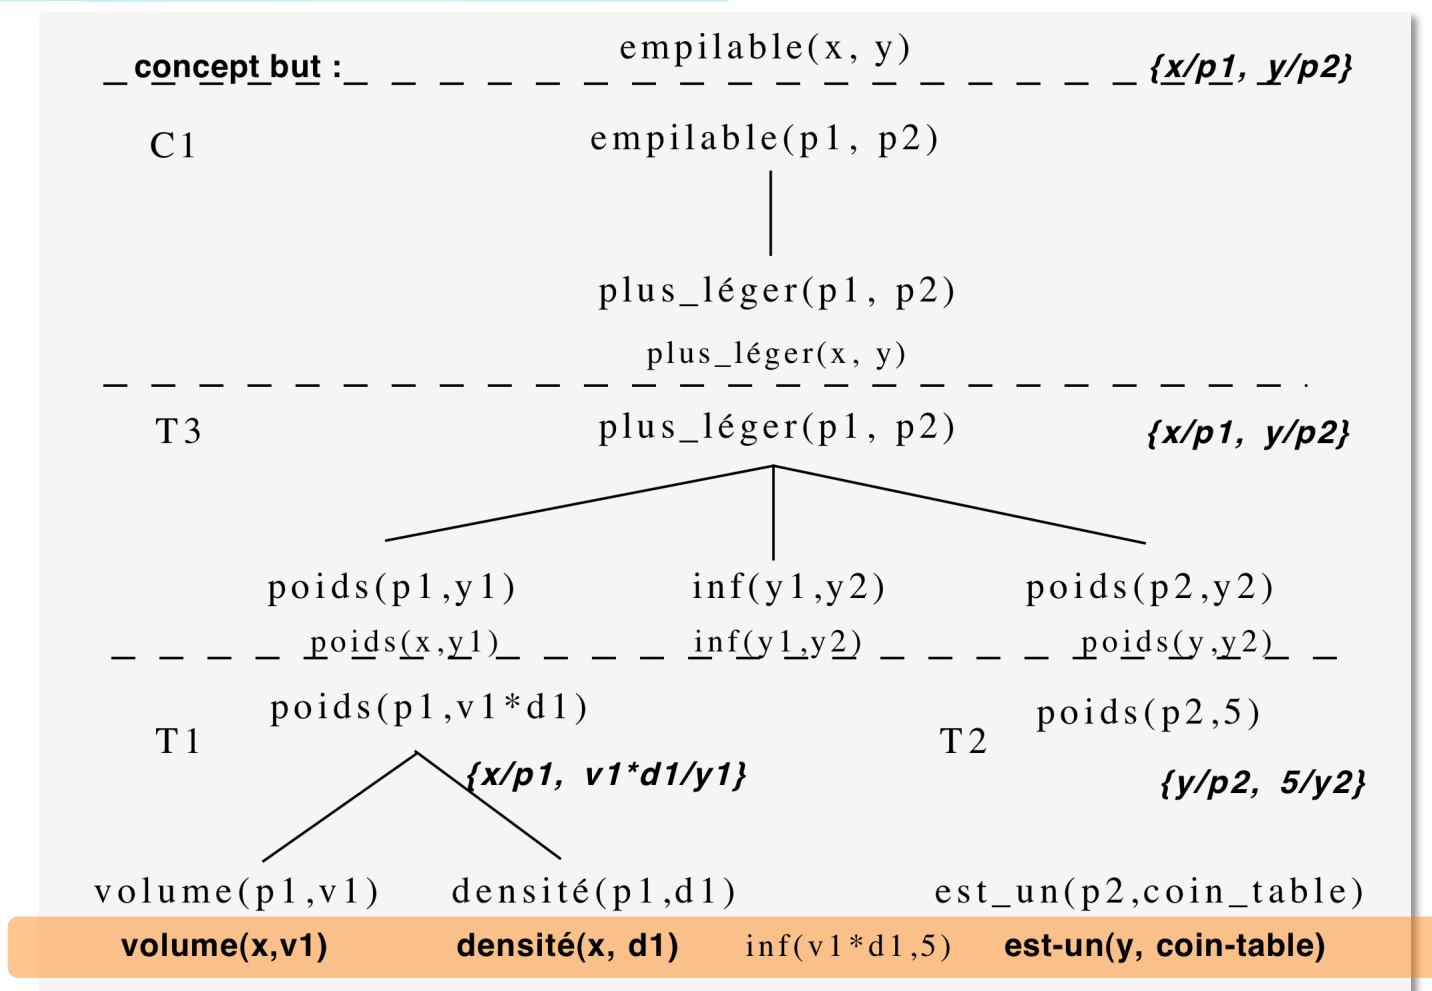 concept but : empilable(x, y) {x/p1, y/p2}
C1 empilable(p1, p2)
plus_léger(p1, p2)
plus_léger(x, y)
T3 plus_léger(p1, p2) {x/p1, y/p2}
poids(p1,y1) inf(y1,y2) poids(p2,y2)
poids(x,y1) inf(y1,y2) poids(y,y2)
T1 poids(p1,v1*d1) T2 poids(p2,5)
{x/p1, v1*d1/y1} {y/p2, 5/y2}
volume(p1,v1) densité(p1,d1) est_un(p2,coin_table)
volume(x,v1) densité(x, d1) inf(v1*d1,5) est-un(y, coin-table)